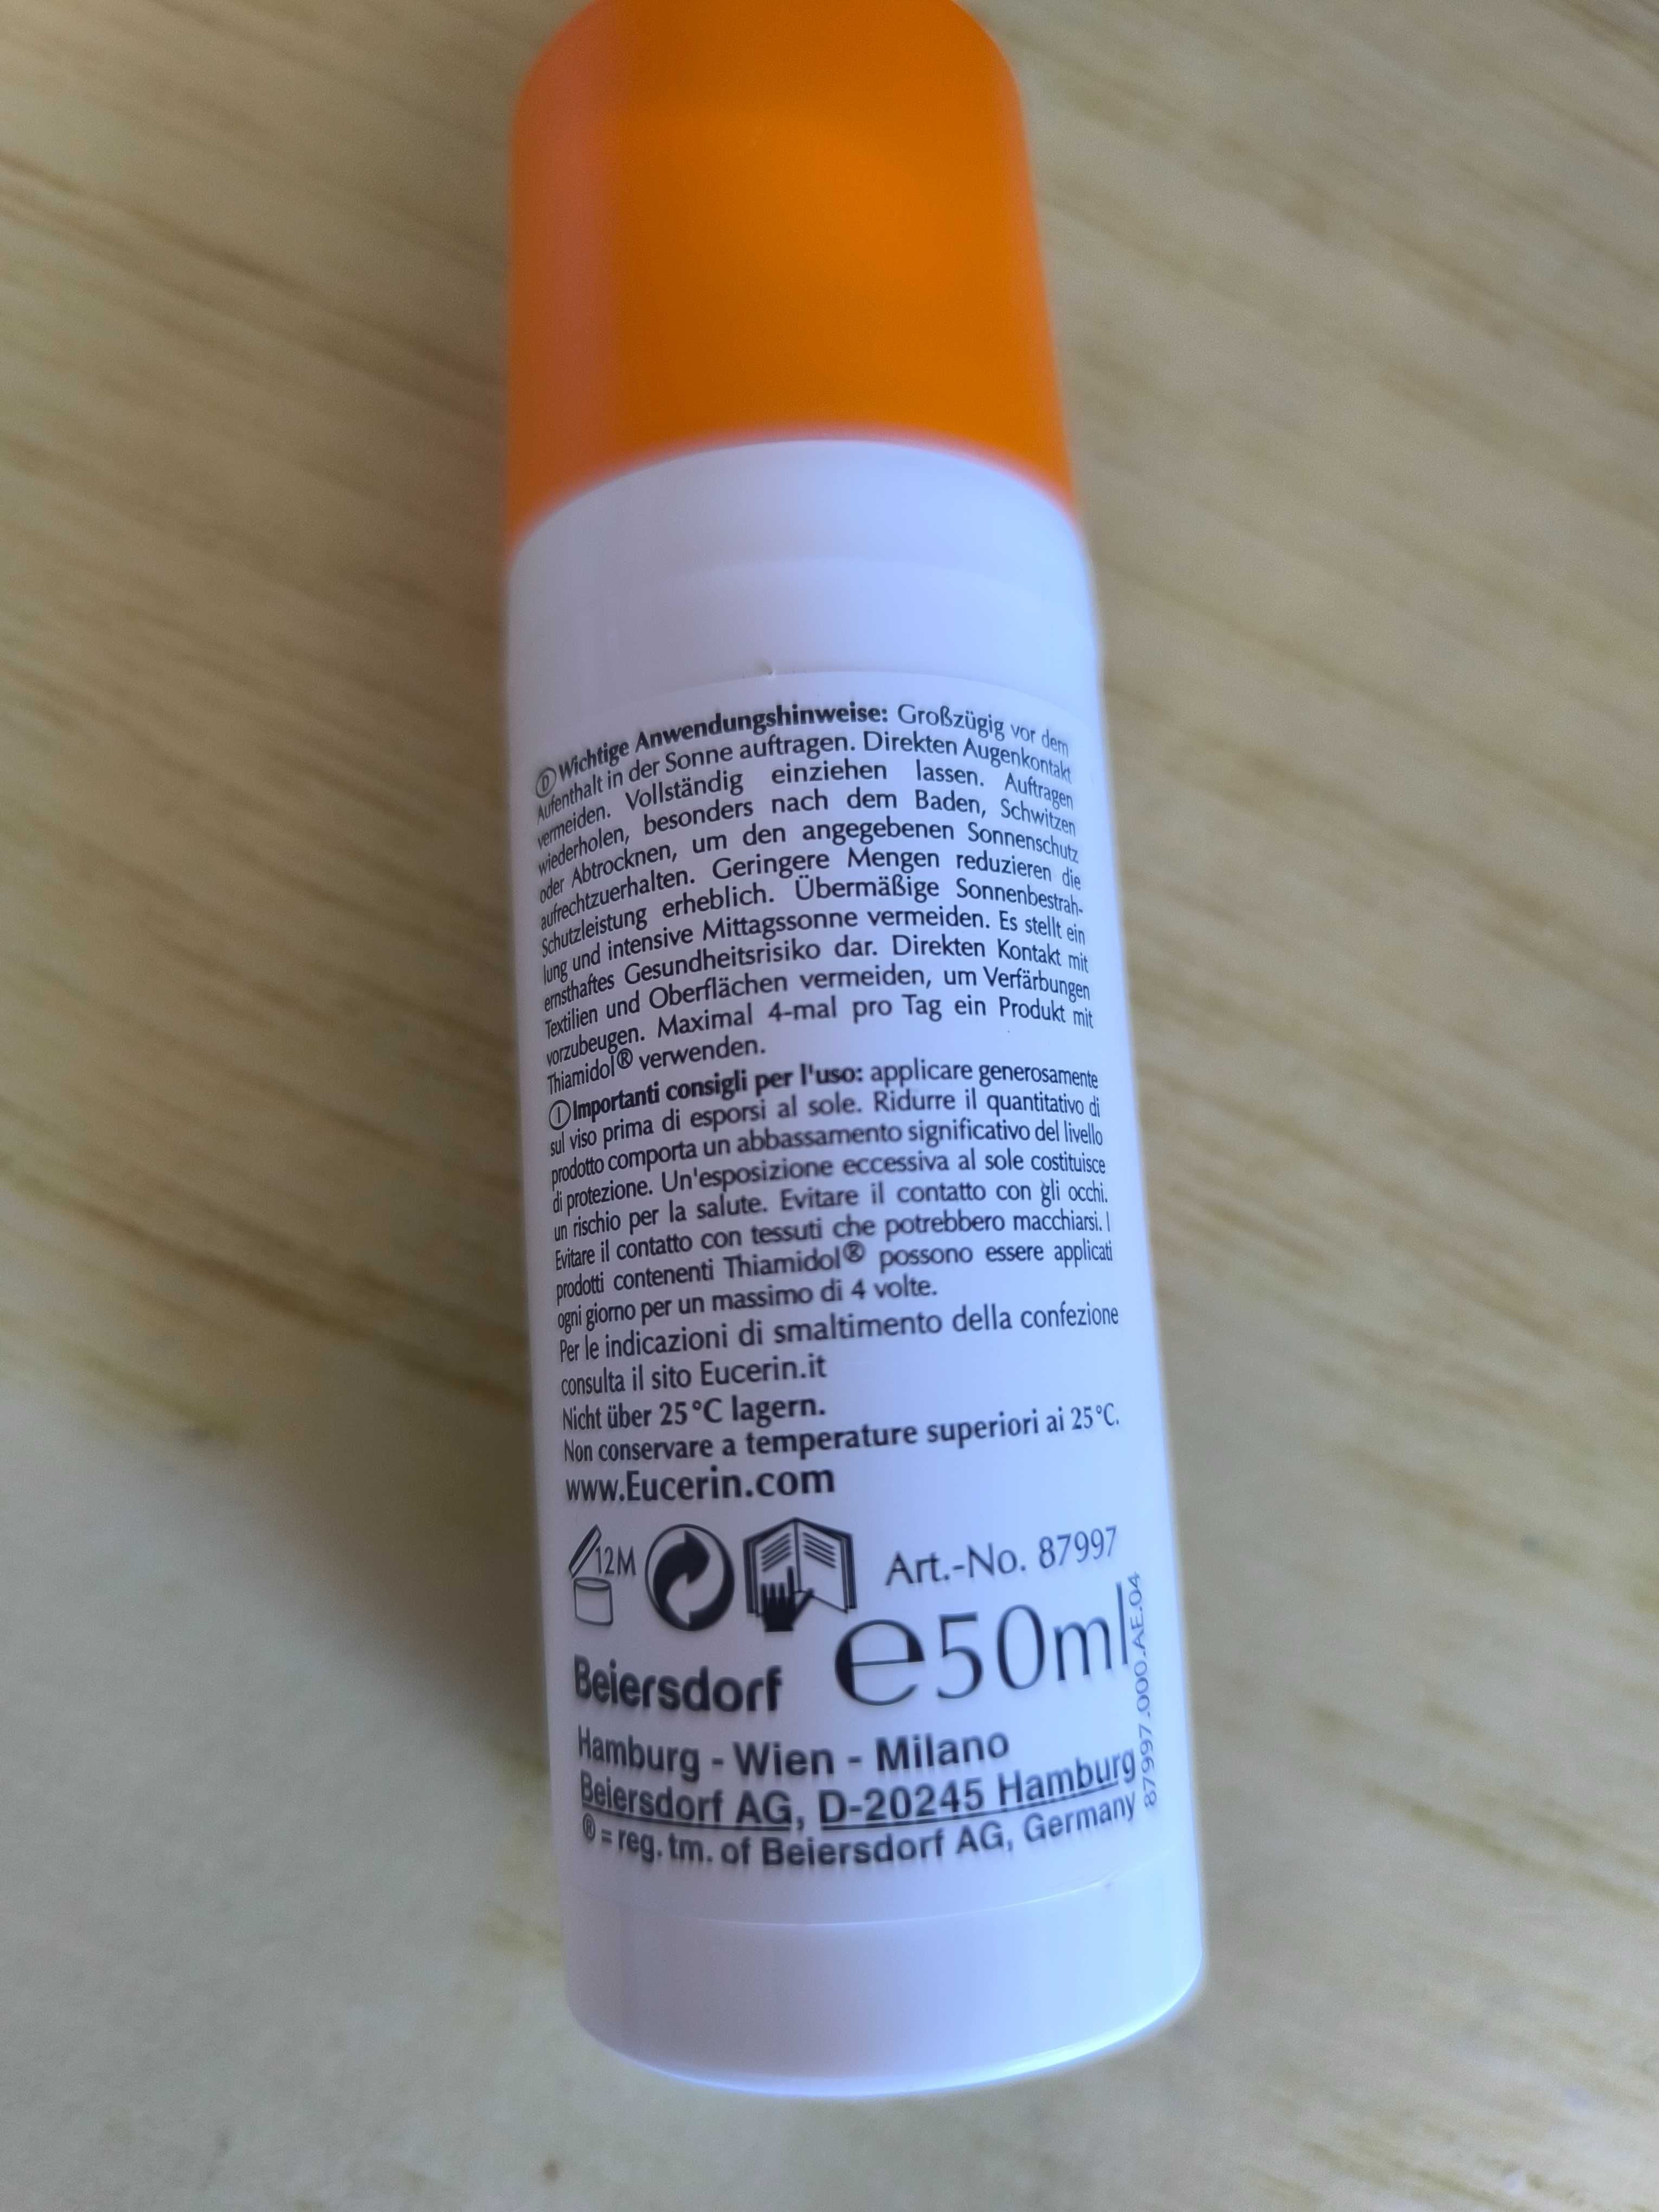 Ⓓ Wichtige Anwendungshinweise: Großzügig vor dem
Aufenthalt in der Sonne auftragen. Direkten Augenkontakt
vermeiden. Vollständig einziehen lassen. Auftragen
wiederholen, besonders nach dem Baden, Schwitzen
oder Abtrocknen, um den angegebenen Sonnenschutz
aufrechtzuerhalten. Geringere Mengen reduzieren die
Schutzleistung erheblich. Übermäßige Sonnenbestrah-
lung und intensive Mittagssonne vermeiden. Es stellt ein
ernsthaftes Gesundheitsrisiko dar. Direkten Kontakt mit
Textilien und Oberflächen vermeiden, um Verfärbungen
vorzubeugen. Maximal 4-mal pro Tag ein Produkt mit
Thiamidol® verwenden.
Ⓘ Importanti consigli per l'uso: applicare generosamente
sul viso prima di esporsi al sole. Ridurre il quantitativo di
prodotto comporta un abbassamento significativo del livello
di protezione. Un'esposizione eccessiva al sole costituisce
un rischio per la salute. Evitare il contatto con gli occhi.
Evitare il contatto con tessuti che potrebbero macchiarsi. I
prodotti contenenti Thiamidol® possono essere applicati
ogni giorno per un massimo di 4 volte.
Per le indicazioni di smaltimento della confezione
consulta il sito Eucerin.it
Nicht über 25°C lagern.
Non conservare a temperature superiori ai 25°C.
www.Eucerin.com
12M
Art.-No. 87997
e50ml
Beiersdorf
Hamburg - Wien - Milano
Beiersdorf AG, D-20245 Hamburg
® = reg. tm. of Beiersdorf AG, Germany
87997.000.AE.04